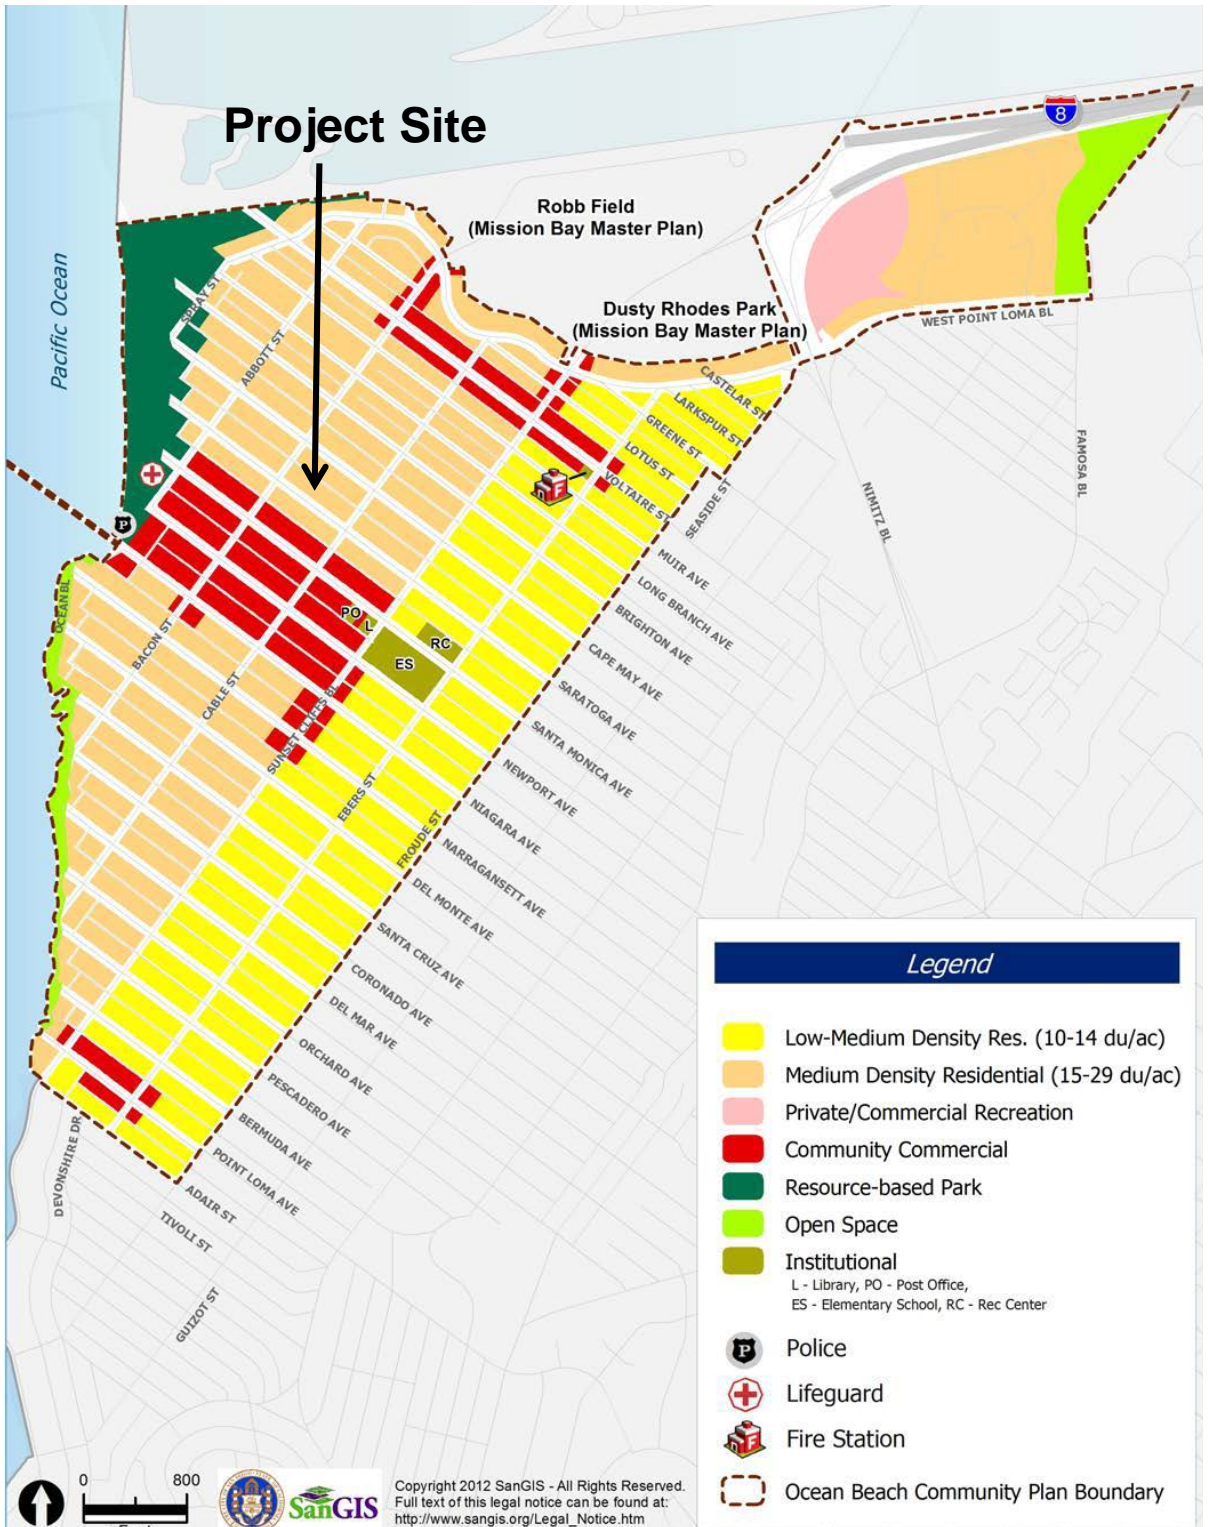 8
Project Site
Robb Field
(Mission Bay Master Plan)
Pacific Ocean
Dusty Rhodes Park
(Mission Bay Master Plan)
WEST POINT LOMA BL
SPRAY ST
ABBOTT ST
CASTELAR ST
LARKSPUR ST
GREENE ST
LOTUS ST
VOLTAIRE ST
SEASIDE ST
FAMOSA BL
NIMITZ BL
F
P
MUIR AVE
LONG BRANCH AVE
BRIGHTON AVE
CAPE MAY AVE
SARATOGA AVE
SANTA MONICA AVE
NEWPORT AVE
NIAGARA AVE
NARRAGANSETT AVE
DEL MONTE AVE
SANTA CRUZ AVE
CORONADO AVE
DEL MAR AVE
ORCHARD AVE
PESCADERO AVE
BERMUDA AVE
POINT LOMA AVE
ADAIR ST
TIVOLI ST
GUIZOT ST
DEVONSHIRE DR
OCEAN BL
BACON ST
CABLE ST
SUNSET CLIFFS BL
EBERS ST
FROUDE ST
PO
L
RC
ES
Legend
Low-Medium Density Res. (10-14 du/ac)
Medium Density Residential (15-29 du/ac)
Private/Commercial Recreation
Community Commercial
Resource-based Park
Open Space
Institutional
L - Library, PO - Post Office,
ES - Elementary School, RC - Rec Center
P
Police
Lifeguard
F
Fire Station
Ocean Beach Community Plan Boundary
0 800
SanGIS
Copyright 2012 SanGIS - All Rights Reserved.
Full text of this legal notice can be found at:
http://www.sangis.org/Legal_Notice.htm